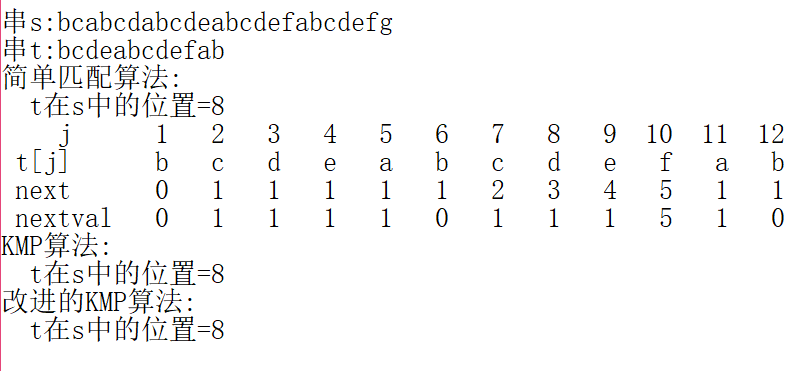 串s:bcabcdabcdeabcdefabcdefg
串t:bcdeabcdefab
简单匹配算法:
t在s中的位置=8
j 1 2 3 4 5 6 7 8 9 10 11 12
t[j] b c d e a b c d e f a b
next 0 1 1 1 1 1 2 3 4 5 1 1
nextval 0 1 1 1 1 0 1 1 1 5 1 0
KMP算法:
t在s中的位置=8
改进的KMP算法:
t在s中的位置=8